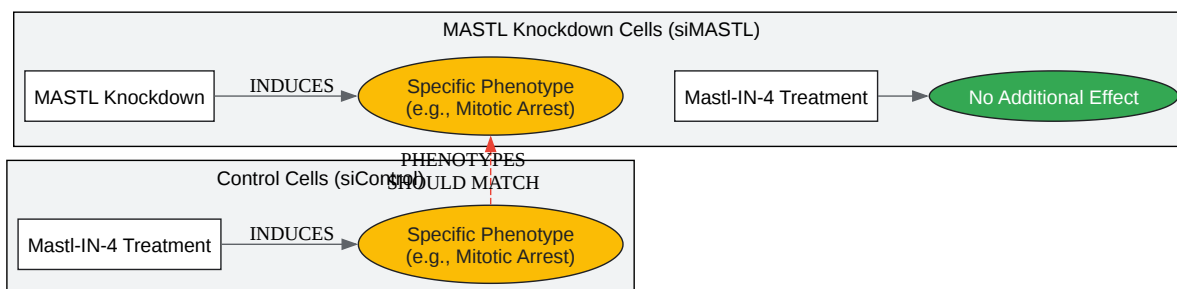 MASTL Knockdown Cells (siMASTL)
MASTL Knockdown
INDUCES
Specific Phenotype
(e.g., Mitotic Arrest)
Mastl-IN-4 Treatment
No Additional Effect
PHENOTYPES
SHOULD MATCH
Control Cells (siControl)
Mastl-IN-4 Treatment
INDUCES
Specific Phenotype
(e.g., Mitotic Arrest)